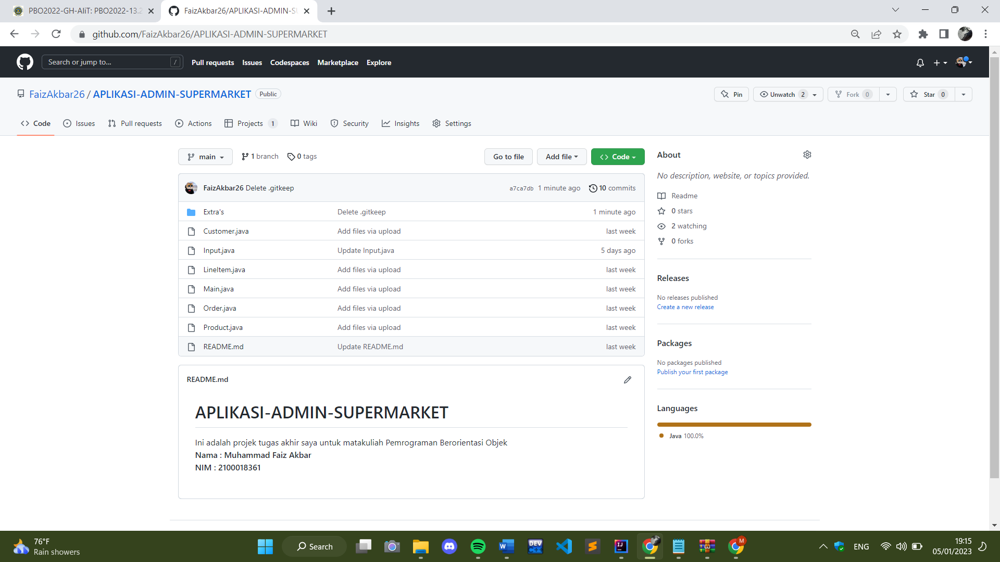 PBO2022-GH-AliT: PBO2022-13.2
FaizAkbar26/APLIKASI-ADMIN-SU
github.com/FaizAkbar26/APLIKASI-ADMIN-SUPERMARKET
Search or jump to... /
Pull requests Issues Codespaces Marketplace Explore
FaizAkbar26 / APLIKASI-ADMIN-SUPERMARKET Public
Pin Unwatch 2 Fork 0 Star 0
Code Issues Pull requests Actions Projects 1 Wiki Security Insights Settings
main 1 branch 0 tags Go to file Add file Code
FaizAkbar26 Delete .gitkeep a7ca7db 1 minute ago 10 commits
Extra's Delete .gitkeep 1 minute ago
Customer.java Add files via upload last week
Input.java Update Input.java 5 days ago
LineItem.java Add files via upload last week
Main.java Add files via upload last week
Order.java Add files via upload last week
Product.java Add files via upload last week
README.md Update README.md last week
README.md
APLIKASI-ADMIN-SUPERMARKET
Ini adalah projek tugas akhir saya untuk matakuliah Pemrograman Berorientasi Objek
Nama : Muhammad Faiz Akbar
NIM : 2100018361
About
No description, website, or topics provided.
Readme
0 stars
2 watching
0 forks
Releases
No releases published
Create a new release
Packages
No packages published
Publish your first package
Languages
Java 100.0%
76°F
Rain showers
Search
DEV
C++
IJ
M
ENG
19:15
05/01/2023